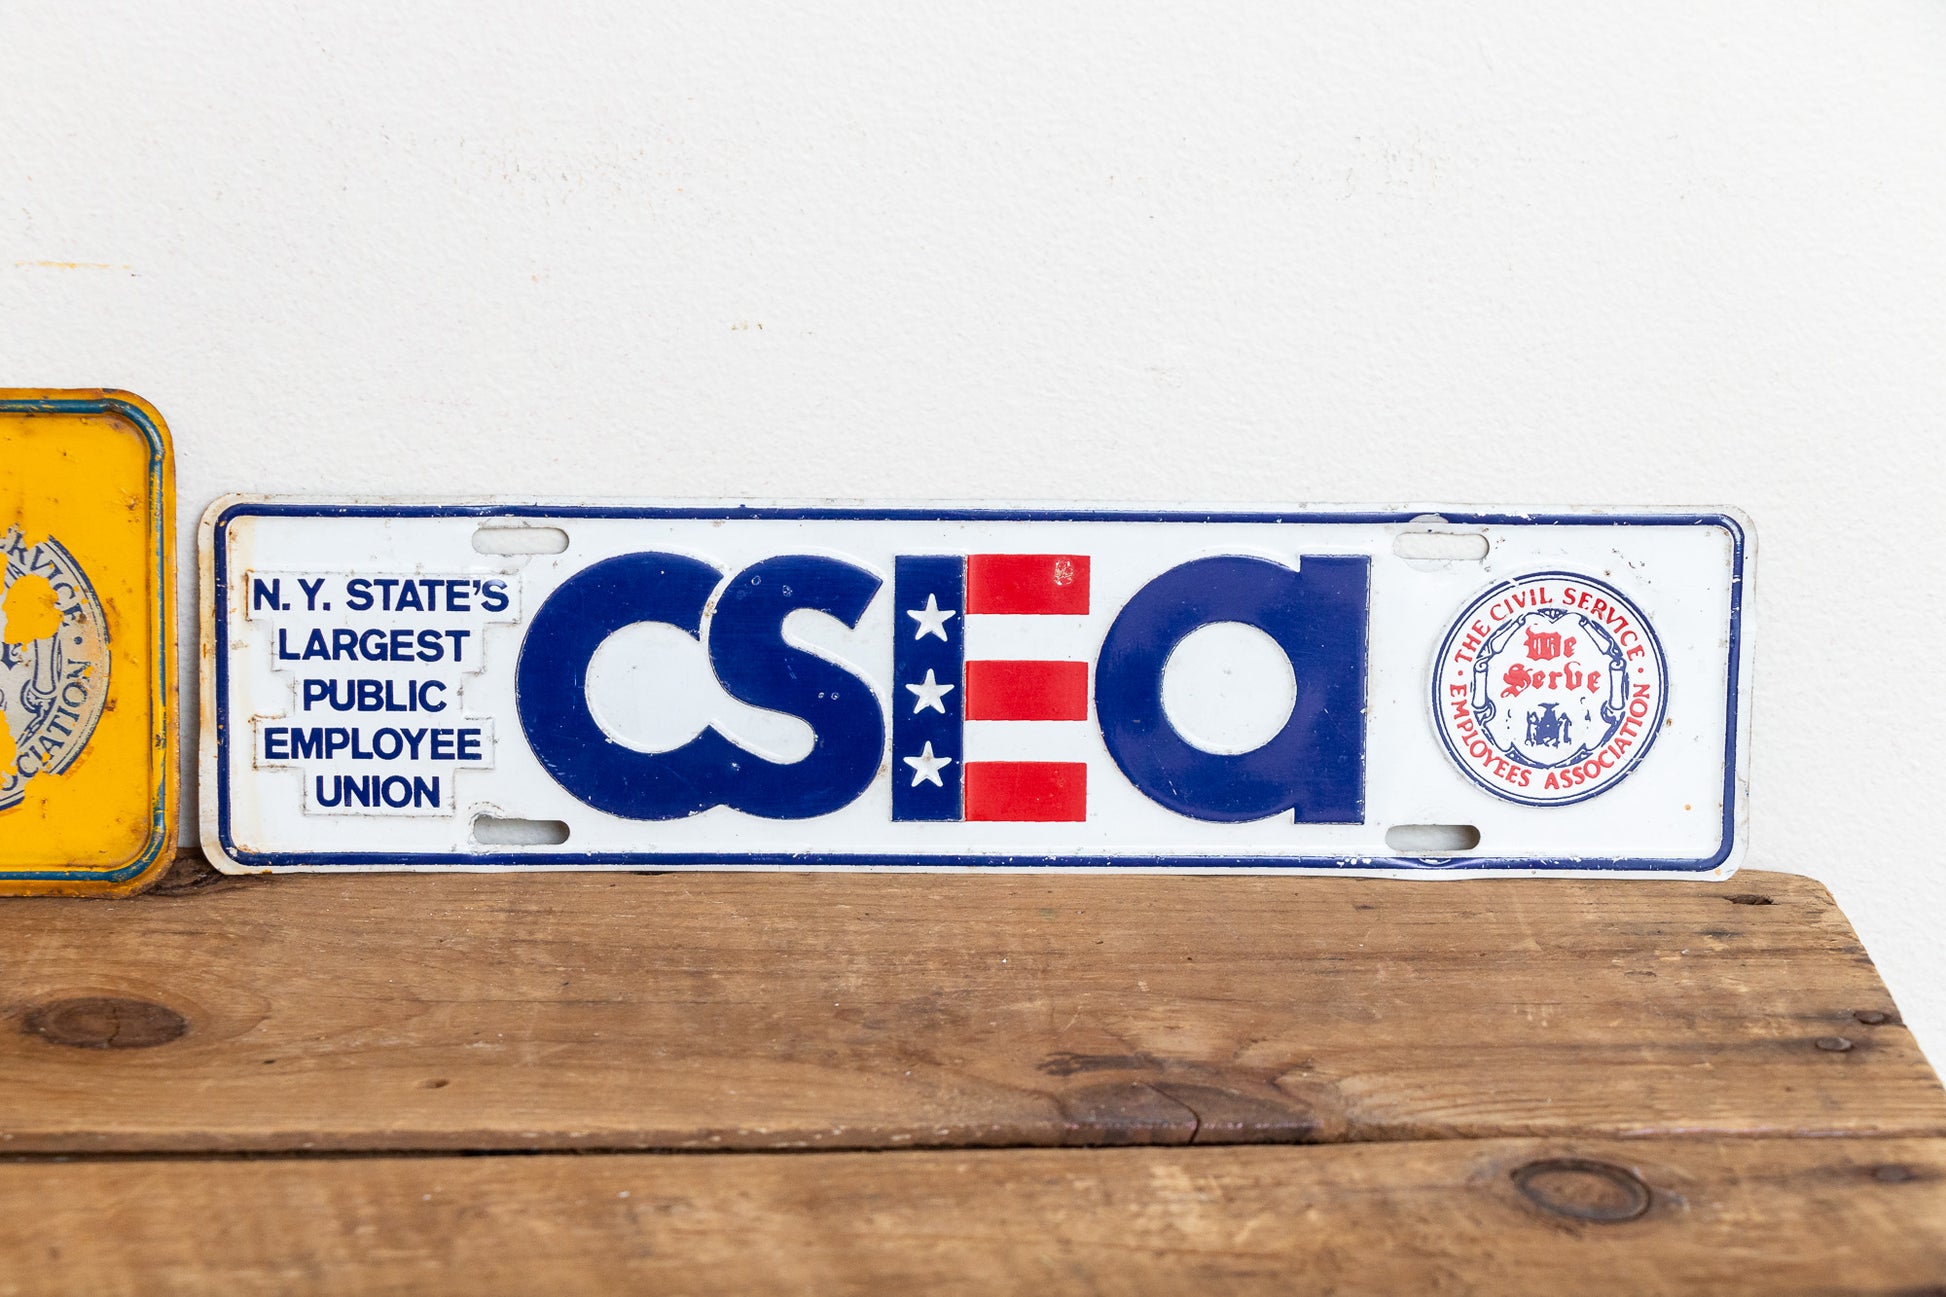 N.Y. STATE'S
LARGEST
PUBLIC
EMPLOYEE
UNION
CSEA
THE CIVIL SERVICE
EMPLOYEES ASSOCIATION
We
Serve